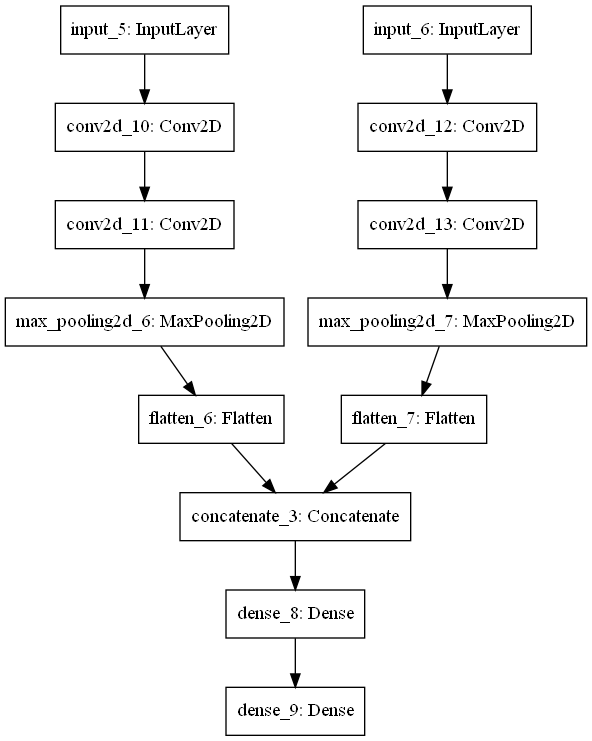 input_5: InputLayer
input_6: InputLayer
conv2d_10: Conv2D
conv2d_12: Conv2D
conv2d_11: Conv2D
conv2d_13: Conv2D
max_pooling2d_6: MaxPooling2D
max_pooling2d_7: MaxPooling2D
flatten_6: Flatten
flatten_7: Flatten
concatenate_3: Concatenate
dense_8: Dense
dense_9: Dense